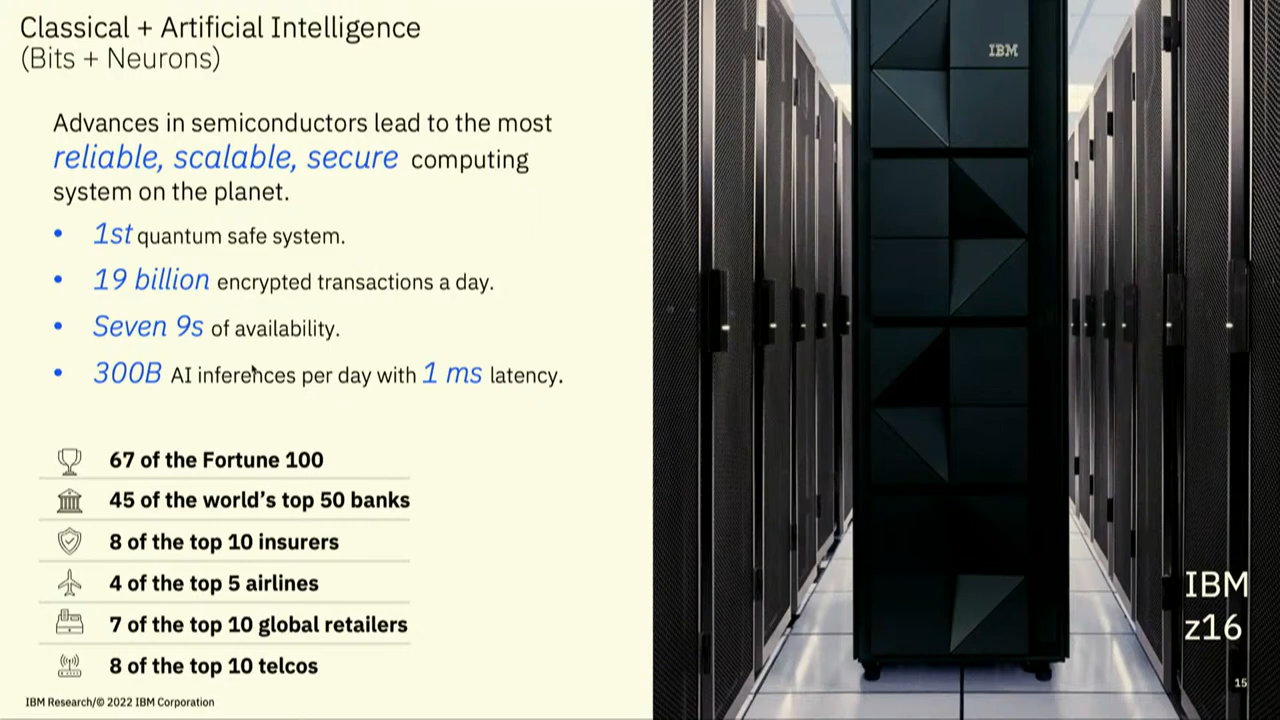 Classical + Artificial Intelligence
(Bits + Neurons)
Advances in semiconductors lead to the most
reliable, scalable, secure computing
system on the planet.
• 1st quantum safe system.
• 19 billion encrypted transactions a day.
• Seven 9s of availability.
• 300B AI inferences per day with 1 ms latency.
67 of the Fortune 100
45 of the world's top 50 banks
8 of the top 10 insurers
4 of the top 5 airlines
7 of the top 10 global retailers
8 of the top 10 telcos
IBM Research/© 2022 IBM Corporation
IBM
IBM
z16
15